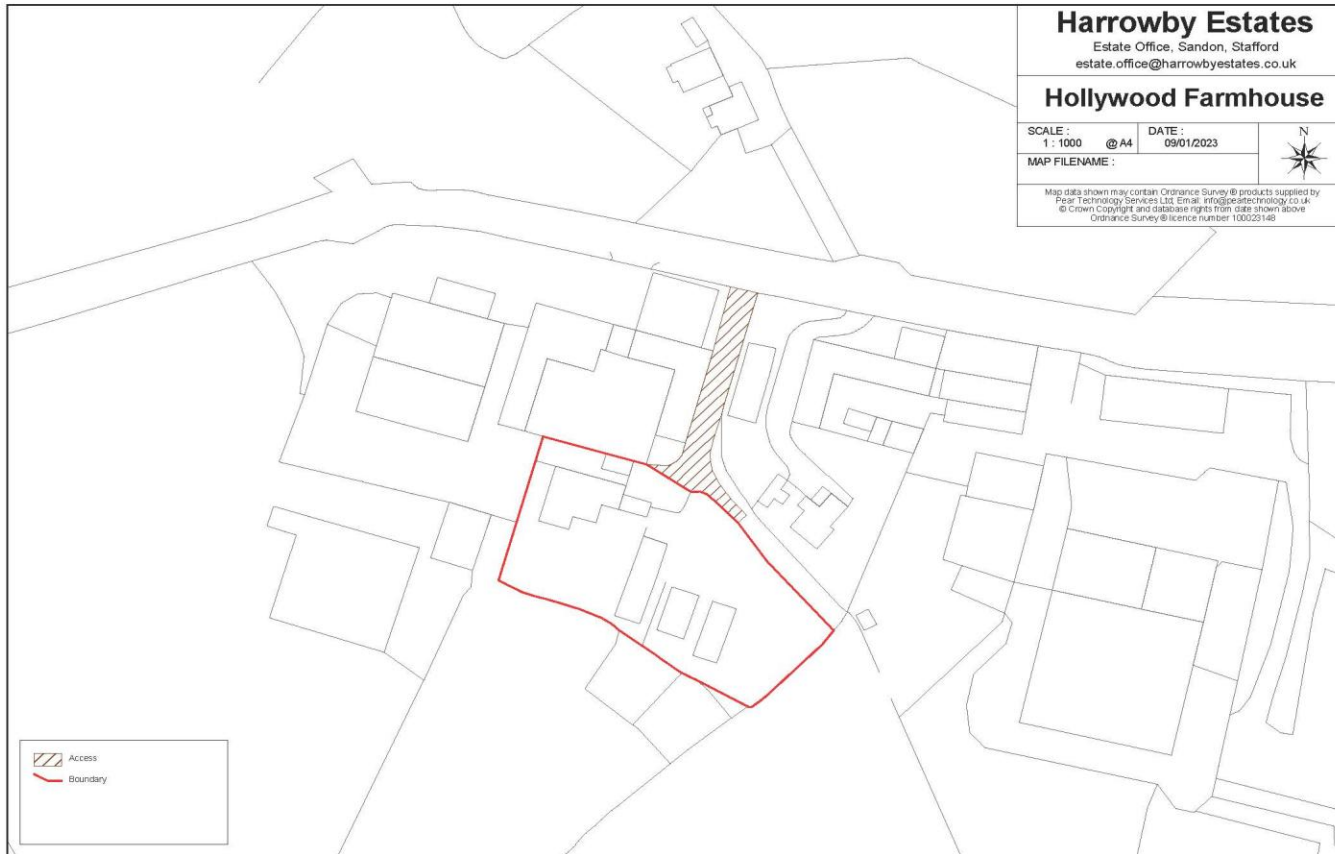 Harrowby Estates
Estate Office, Sandon, Stafford
estate.office@harrowbyestates.co.uk
Hollywood Farmhouse
SCALE :
1 : 1000 @ A4
DATE :
09/01/2023
N
MAP FILENAME :
Map data shown may contain Ordnance Survey ® products supplied by
Pear Technology Services Ltd; Email: info@peartechnology.co.uk
© Crown Copyright and database rights from date shown above
Ordnance Survey ® licence number 100023148
Access
Boundary